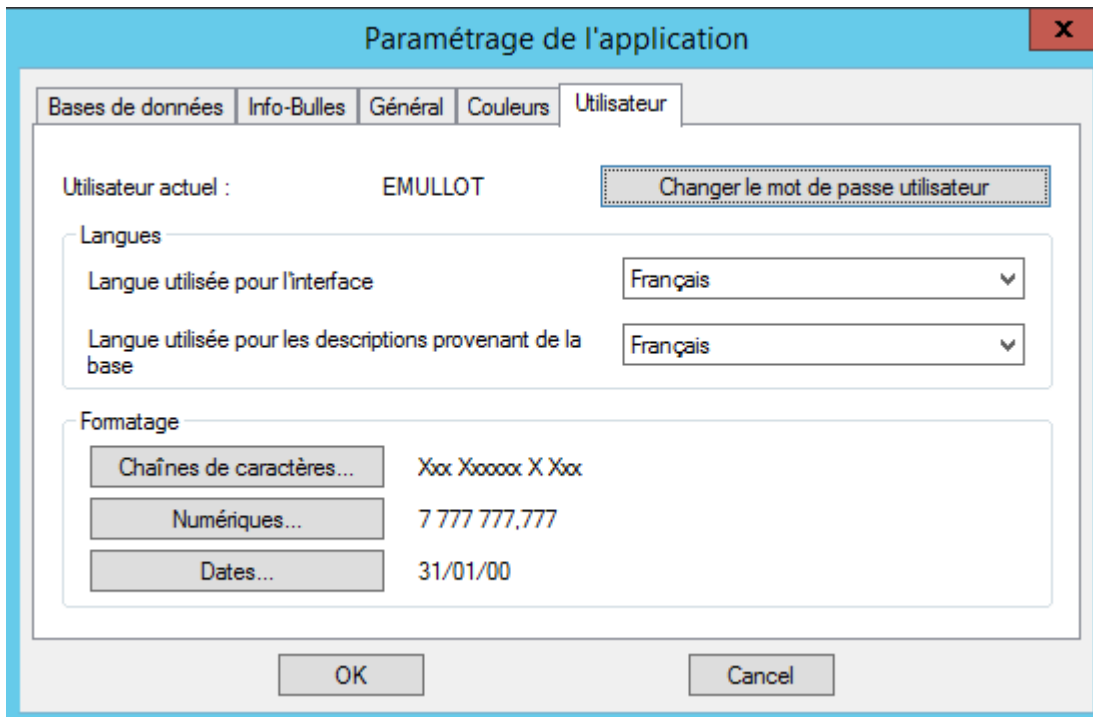 Paramétrage de l'application
x
Bases de données Info-Bulles Général Couleurs Utilisateur
Utilisateur actuel : EMULLOT Changer le mot de passe utilisateur
Langues
Langue utilisée pour l'interface Français
Langue utilisée pour les descriptions provenant de la
base
Français
Formatage
Chaînes de caractères... Xxx Xxxxxx X Xxx
Numériques... 7 777 777,777
Dates... 31/01/00
OK Cancel